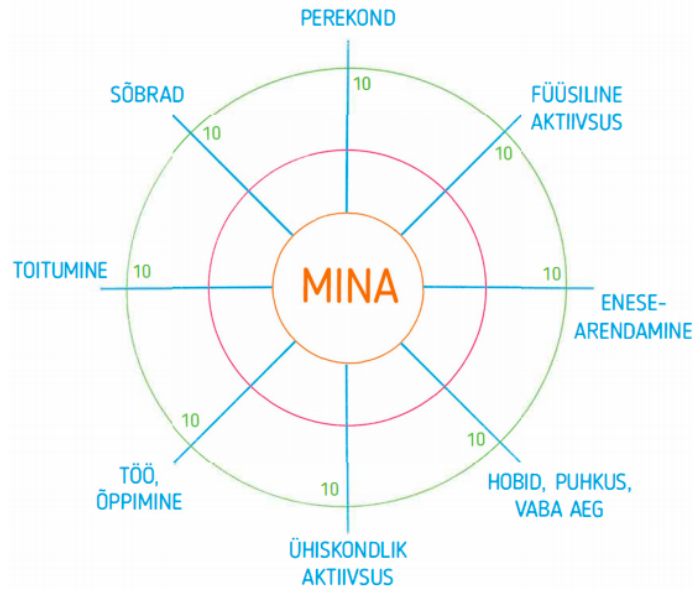 PEREKOND
SÕBRAD
10
FÜÜSILINE
AKTIIVSUS
10
10
TOITUMINE
10
MINA
10
ENESE-
ARENDAMINE
10
10
TÖÖ,
ÕPPIMINE
10
HOBID, PUHKUS,
VABA AEG
ÜHISKONDLIK
AKTIIVSUS